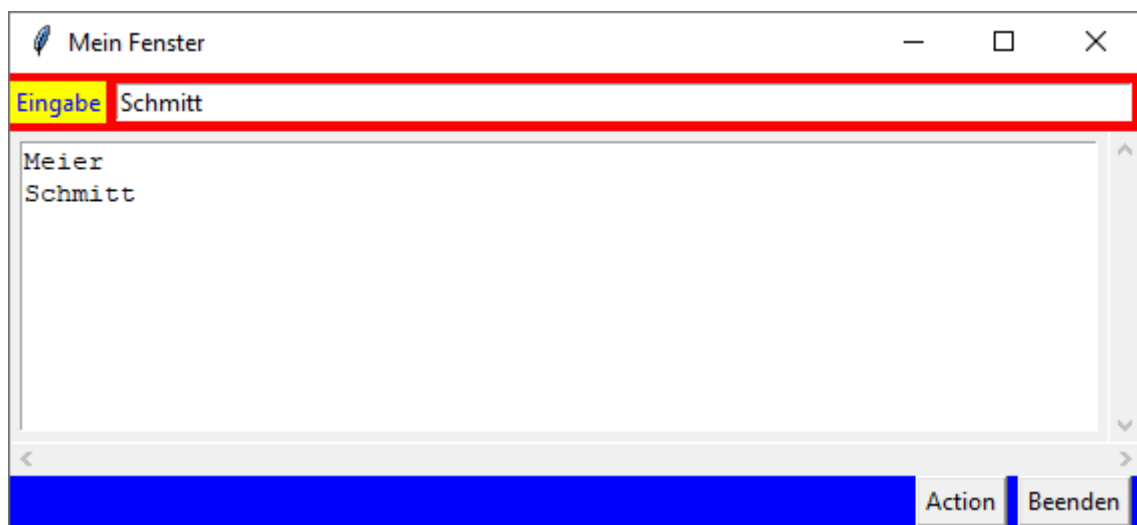 Mein Fenster
Eingabe Schmitt
Meier
Schmitt
Action Beenden